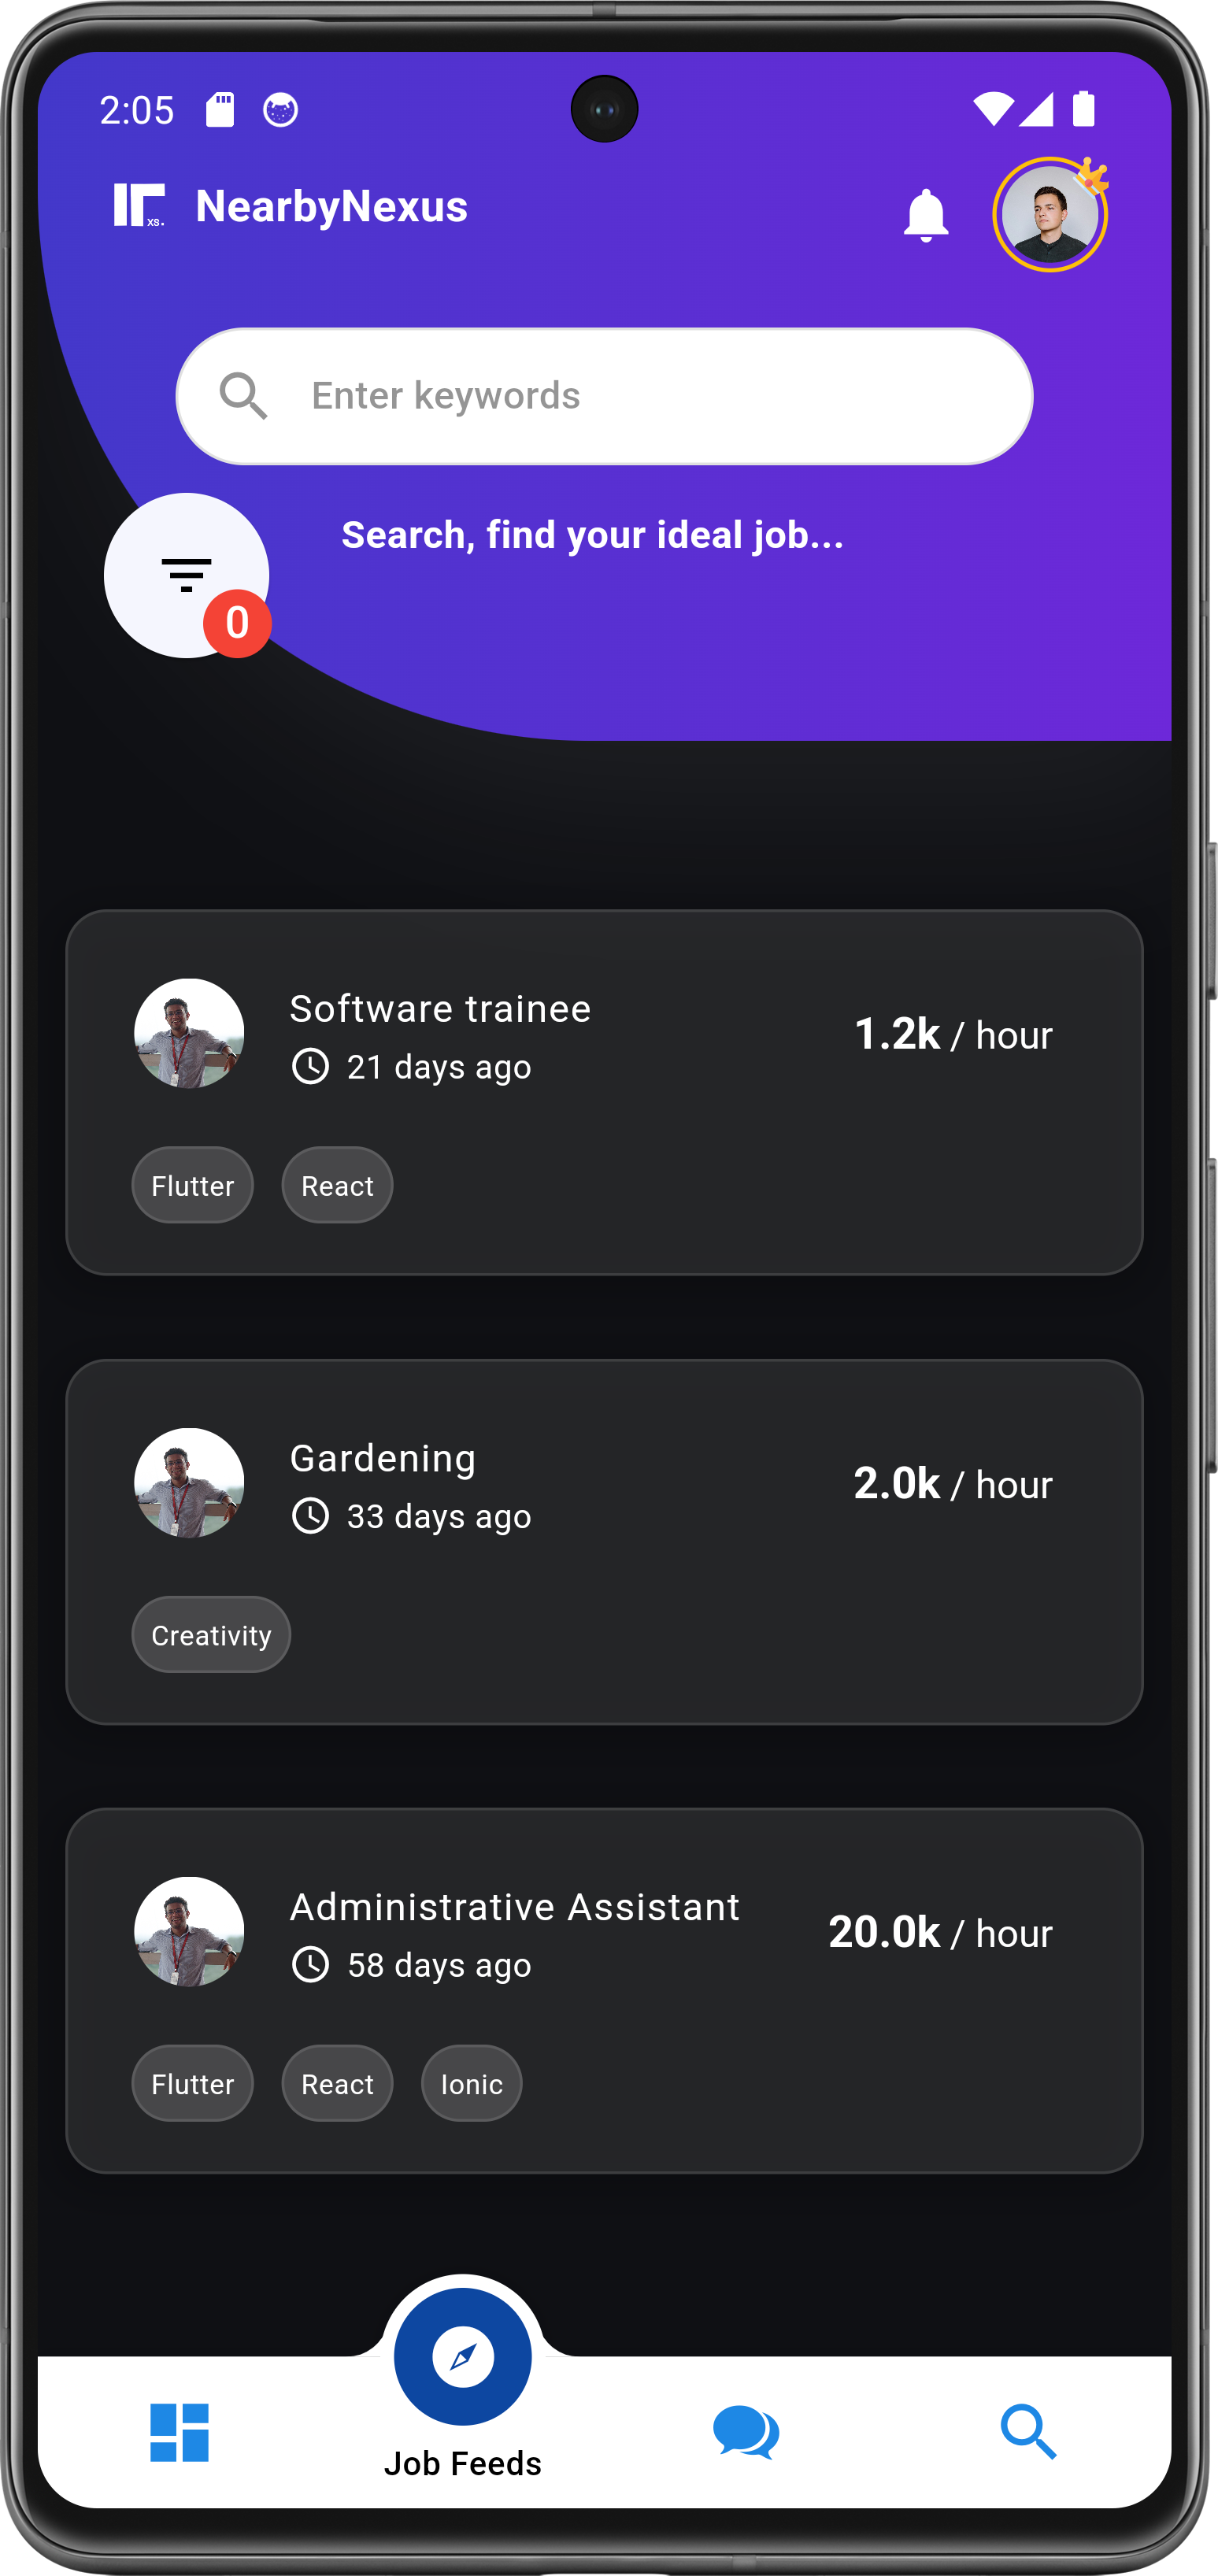 2:05
xs.
NearbyNexus
Enter keywords
Search, find your ideal job...
0
Software trainee
1.2k / hour
21 days ago
Flutter
React
Gardening
2.0k / hour
33 days ago
Creativity
Administrative Assistant
20.0k / hour
58 days ago
Flutter
React
Ionic
Job Feeds